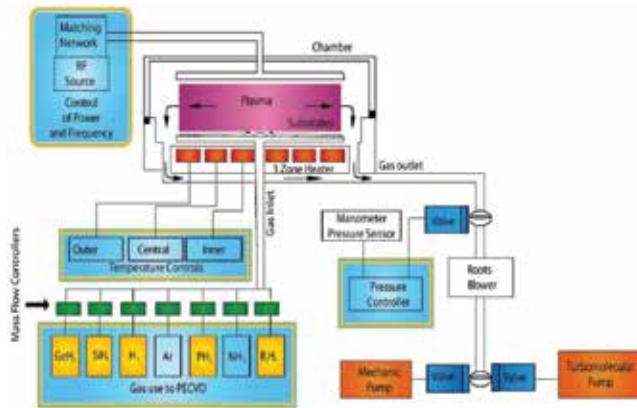 Matching
Network
RF
Source
Control
of Power
and Frequency
Chamber
Plasma
Substrates
3 Zone Heater
Gas outlet
Gas Inlet
Outer
Central
Inner
Temperature Controls
Manometer
Pressure Sensor
Valve
Pressure
Controller
Roots
Blower
Mass Flow Controllers
GeH₄
SiH₄
H₂
Ar
PH₃
NH₃
B₂H₆
Gas use to PECVD
Mechanic
Pump
Valve
Valve
Turbomolecular
Pump